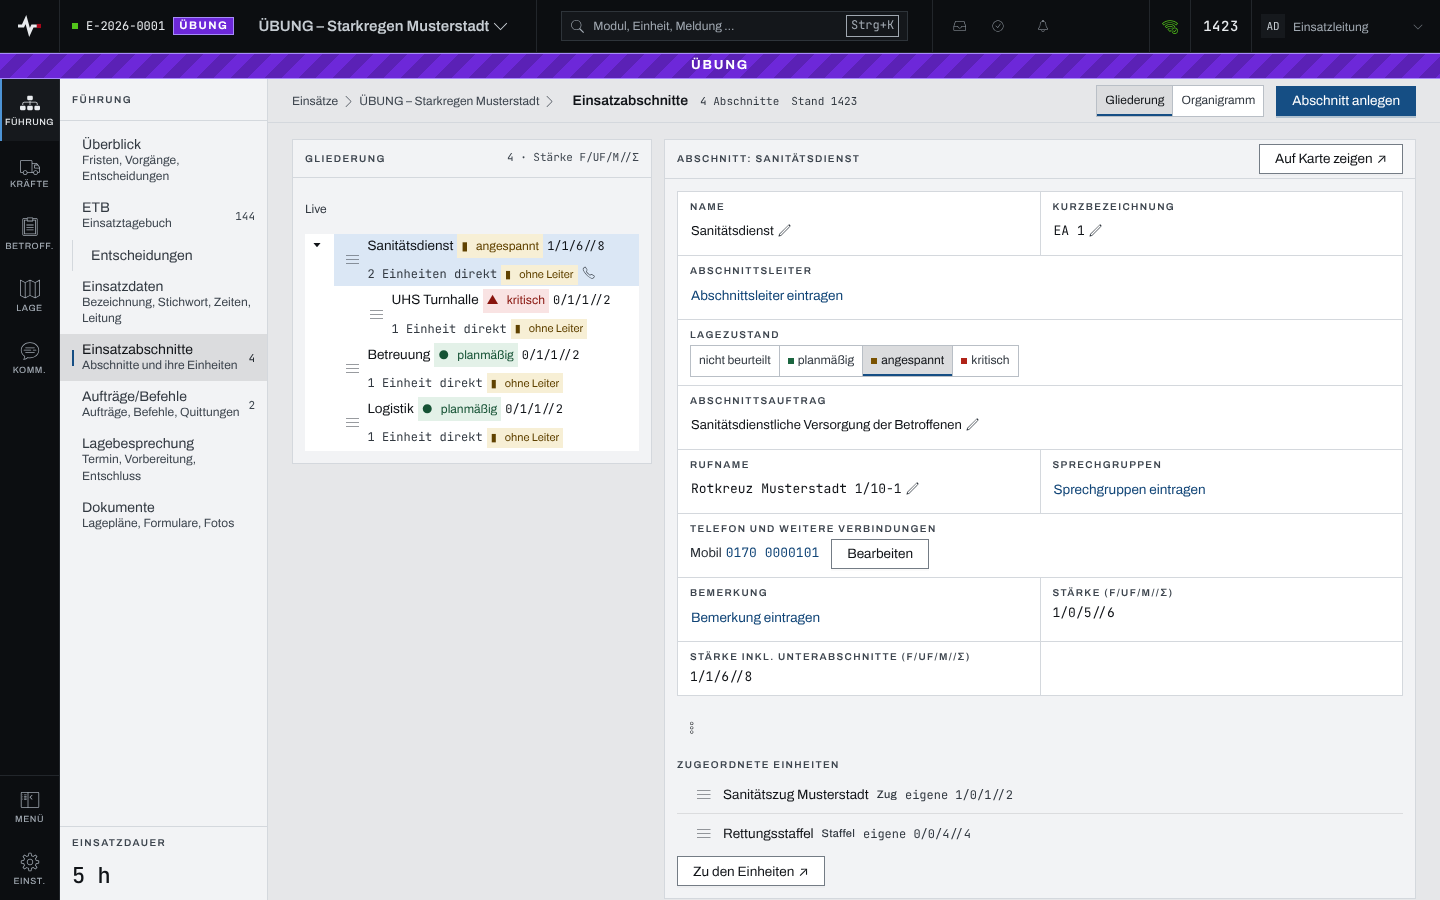 E-2026-0001 ÜBUNG ÜBUNG – Starkregen Musterstadt Modul, Einheit, Meldung ... Strg+K 1423 AD Einsatzleitung
ÜBUNG
FÜHRUNG
KRÄFTE
BETROFF.
LAGE
KOMM.
MENÜ
EINST.
FÜHRUNG
Überblick
Fristen, Vorgänge,
Entscheidungen
ETB
Einsatztagebuch
144
Entscheidungen
Einsatzdaten
Bezeichnung, Stichwort, Zeiten,
Leitung
Einsatzabschnitte
Abschnitte und ihre Einheiten
4
Aufträge/Befehle
Aufträge, Befehle, Quittungen
2
Lagebesprechung
Termin, Vorbereitung,
Entschluss
Dokumente
Lagepläne, Formulare, Fotos
EINSATZDAUER
5 h
Einsätze ÜBUNG – Starkregen Musterstadt Einsatzabschnitte 4 Abschnitte Stand 1423 Gliederung Organigramm Abschnitt anlegen
GLIEDERUNG 4 · Stärke F/UF/M//Σ
Live
Sanitätsdienst angespannt 1/1/6//8
2 Einheiten direkt ohne Leiter
UHS Turnhalle kritisch 0/1/1//2
1 Einheit direkt ohne Leiter
Betreuung planmäßig 0/1/1//2
1 Einheit direkt ohne Leiter
Logistik planmäßig 0/1/1//2
1 Einheit direkt ohne Leiter
ABSCHNITT: SANITÄTSDIENST Auf Karte zeigen ↗
NAME
Sanitätsdienst
KURZBEZEICHNUNG
EA 1
ABSCHNITTSLEITER
Abschnittsleiter eintragen
LAGEZUSTAND
nicht beurteilt planmäßig angespannt kritisch
ABSCHNITTSAUFTRAG
Sanitätsdienstliche Versorgung der Betroffenen
RUFNAME
Rotkreuz Musterstadt 1/10-1
SPRECHGRUPPEN
Sprechgruppen eintragen
TELEFON UND WEITERE VERBINDUNGEN
Mobil 0170 0000101 Bearbeiten
BEMERKUNG
Bemerkung eintragen
STÄRKE (F/UF/M//Σ)
1/0/5//6
STÄRKE INKL. UNTERABSCHNITTE (F/UF/M//Σ)
1/1/6//8
ZUGEORDNETE EINHEITEN
Sanitätszug Musterstadt Zug eigene 1/0/1//2
Rettungsstaffel Staffel eigene 0/0/4//4
Zu den Einheiten ↗